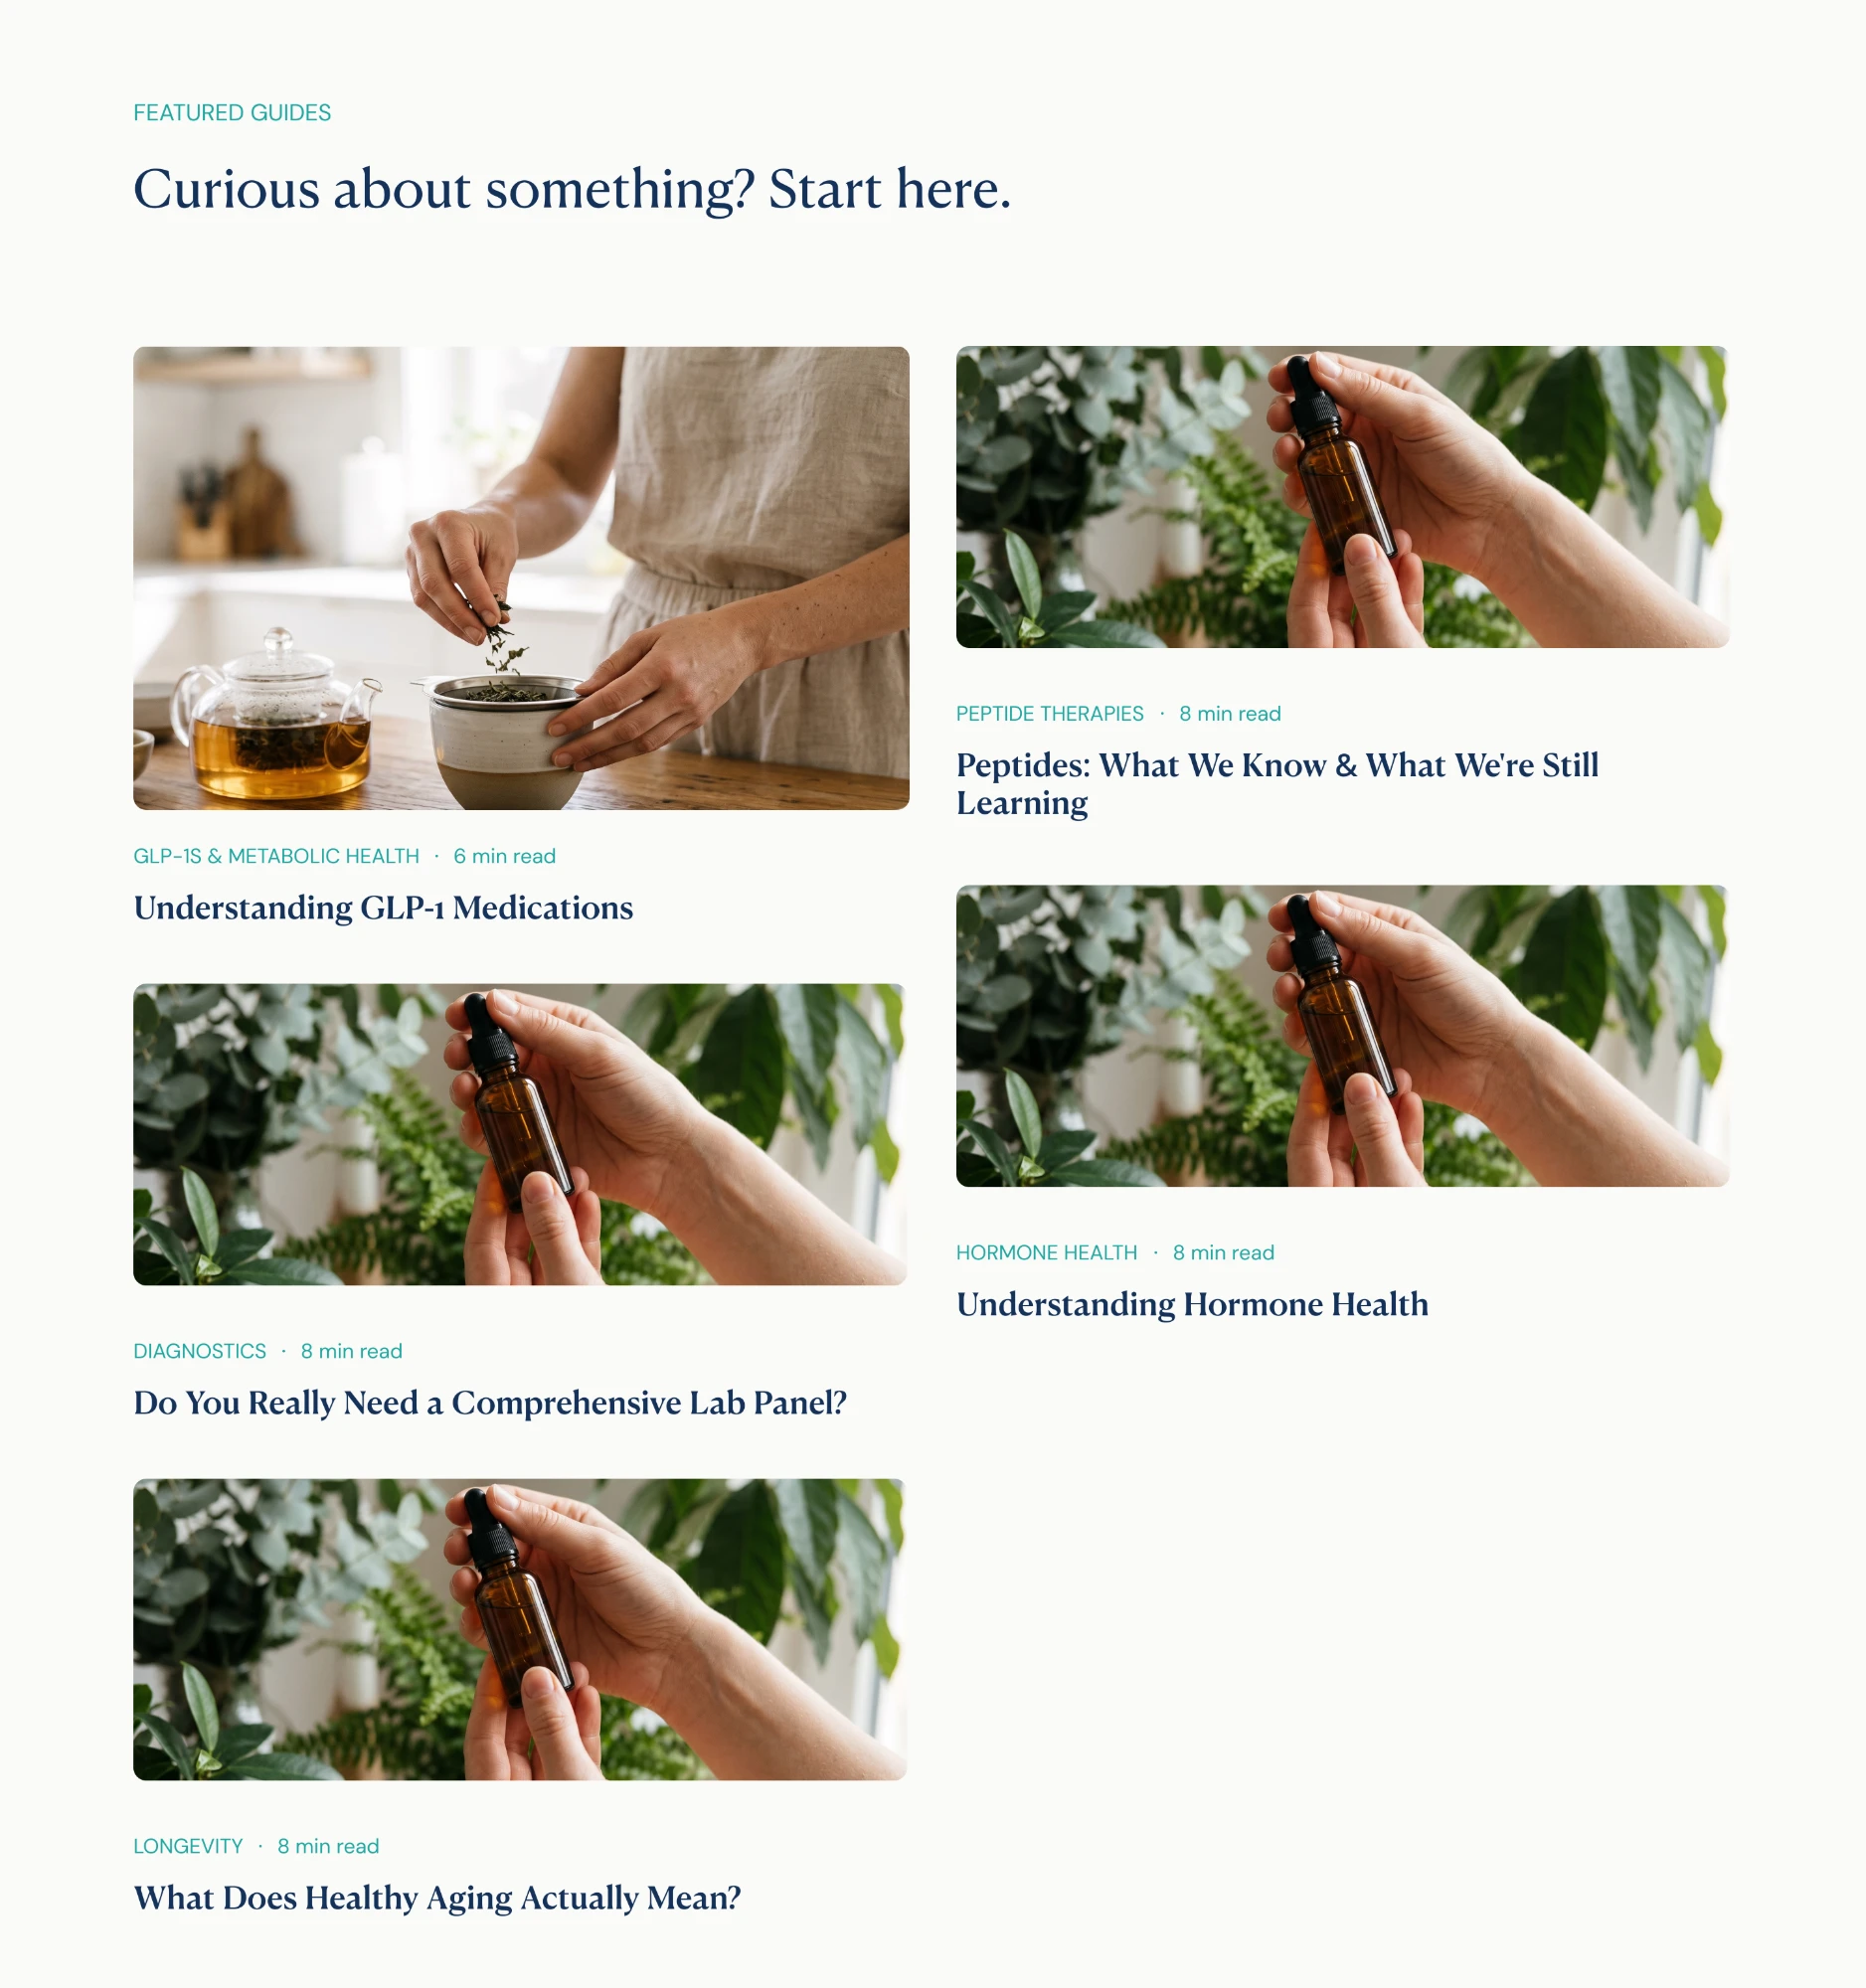 FEATURED GUIDES
Curious about something? Start here.
GLP-1S & METABOLIC HEALTH · 6 min read
Understanding GLP-1 Medications
DIAGNOSTICS · 8 min read
Do You Really Need a Comprehensive Lab Panel?
LONGEVITY · 8 min read
What Does Healthy Aging Actually Mean?
PEPTIDE THERAPIES · 8 min read
Peptides: What We Know & What We're Still
Learning
HORMONE HEALTH · 8 min read
Understanding Hormone Health